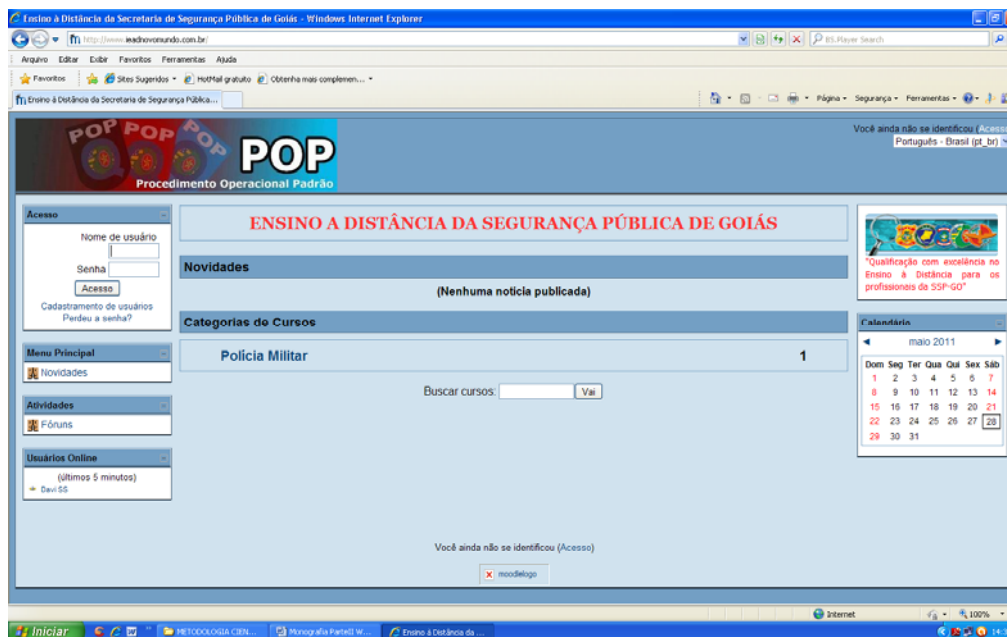 Ensino à Distância da Secretaria de Segurança Pública de Goiás - Windows Internet Explorer
http://www.ieadnovomundo.com.br/
BS.Player Search
Arquivo Editar Exibir Favoritos Ferramentas Ajuda
Favoritos Sites Sugeridos HotMail gratuito Obtenha mais complemen...
Ensino à Distância da Secretaria de Segurança Pública...
Página Segurança Ferramentas
POP POP POP
POP
Procedimento Operacional Padrão
Você ainda não se identificou (Acesso
Português - Brasil (pt_br)
Acesso
Nome de usuário
Senha
Acesso
Cadastramento de usuários
Perdeu a senha?
Menu Principal
Novidades
Atividades
Fóruns
Usuários Online
(últimos 5 minutos)
Davi SS
ENSINO A DISTÂNCIA DA SEGURANÇA PÚBLICA DE GOIÁS
Novidades
(Nenhuma notícia publicada)
Categorias de Cursos
Polícia Militar 1
Buscar cursos: Vai
"Qualificação com excelência no
Ensino à Distância para os
profissionais da SSP-GO"
Calendário
maio 2011
Dom Seg Ter Qua Qui Sex Sáb
1 2 3 4 5 6 7
8 9 10 11 12 13 14
15 16 17 18 19 20 21
22 23 24 25 26 27 28
29 30 31
Você ainda não se identificou (Acesso)
moodlelogo
Internet 100%
Iniciar METODOLOGIA CIEN... Monografia ParteII W... Ensino à Distância da ...